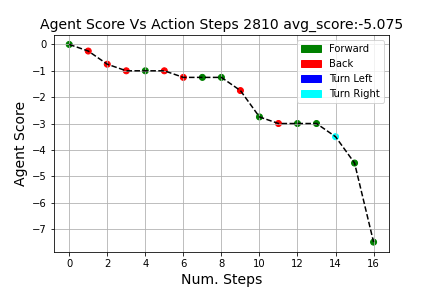 Agent Score Vs Action Steps 2810 avg_score:-5.075
Forward
Back
Turn Left
Turn Right
Agent Score
0
−1
−2
−3
−4
−5
−6
−7
0 2 4 6 8 10 12 14 16
Num. Steps